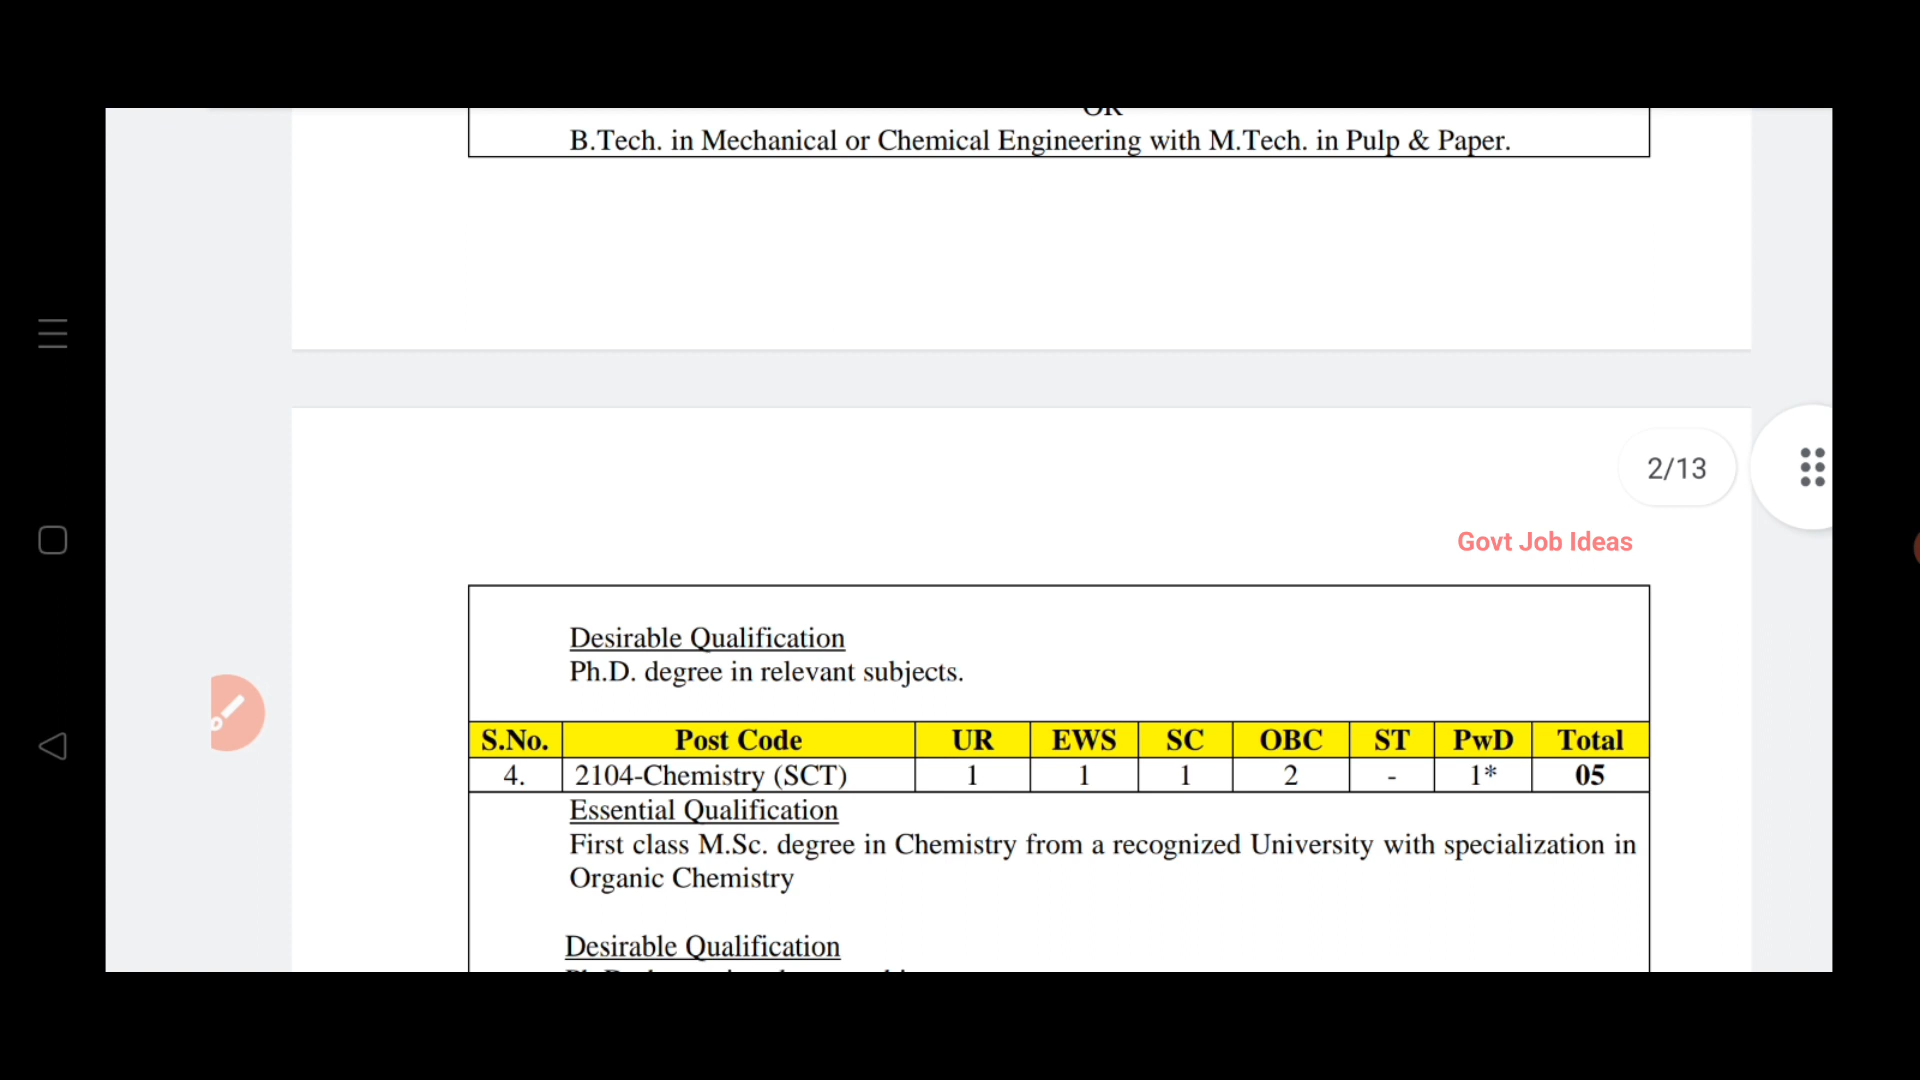 OR
B.Tech. in Mechanical or Chemical Engineering with M.Tech. in Pulp & Paper.
2/13
Govt Job Ideas
Desirable Qualification
Ph.D. degree in relevant subjects.
S.No. Post Code UR EWS SC OBC ST PwD Total
4. 2104-Chemistry (SCT) 1 1 1 2 - 1* 05
Essential Qualification
First class M.Sc. degree in Chemistry from a recognized University with specialization in
Organic Chemistry
Desirable Qualification